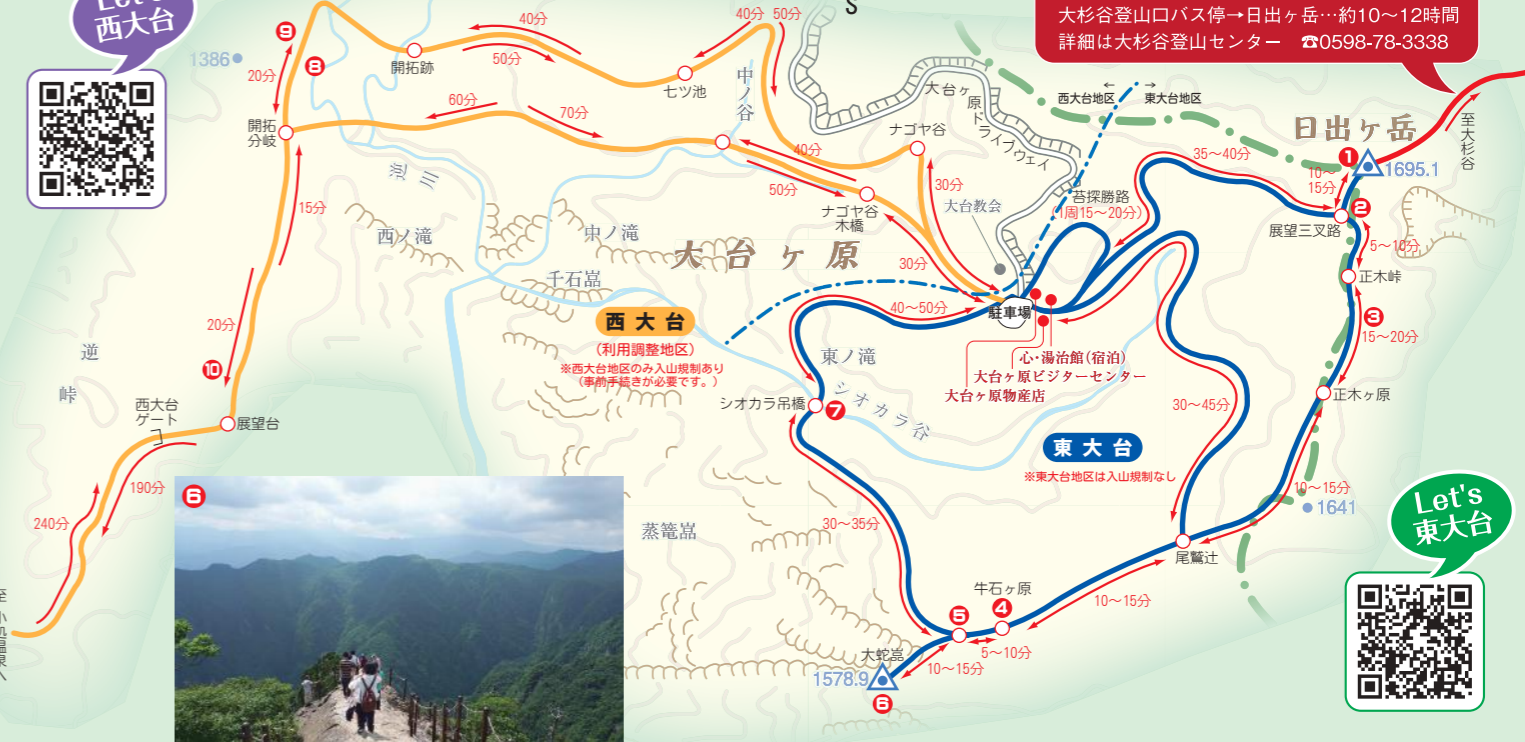 Let's
西大台
大杉谷登山口バス停→日出ヶ岳…約10～12時間
詳細は大杉谷登山センター ☎0598-78-3338
S
⑨
⑧
1386
20分
開拓跡
40分
50分
七ツ池
40分 50分
中ノ谷
開拓
分岐
60分
70分
大台ヶ原ドライブウェイ
ナゴヤ谷
← →
西大台地区 東大台地区
日出ヶ岳
至大杉谷
①
1695.1
35～40分
10～
15分
②
展望三叉路
5～10分
正木峠
③
15～20分
正木ヶ原
10～15分
1641
40分
50分
ナゴヤ谷
木橋
30分
30分
大台教会
苔探勝路
(1周15～20分)
逆川
15分
西ノ滝
中ノ滝
千石嵓
大台ヶ原
西大台
(利用調整地区)
※西大台地区のみ入山規制あり
(事前手続きが必要です。)
40～50分
駐車場
心・湯治館(宿泊)
大台ヶ原ビジターセンター
大台ヶ原物産店
東ノ滝
シオカラ谷
シオカラ吊橋
⑦
30～45分
東大台
※東大台地区は入山規制なし
20分
⑩
逆峠
西大台
ゲート
展望台
190分
240分
⑥
蒸篭嵓
30～35分
尾鷲辻
10～15分
牛石ヶ原
⑤
④
5～10分
大蛇嵓
10～15分
1578.9
⑥
Let's
東大台